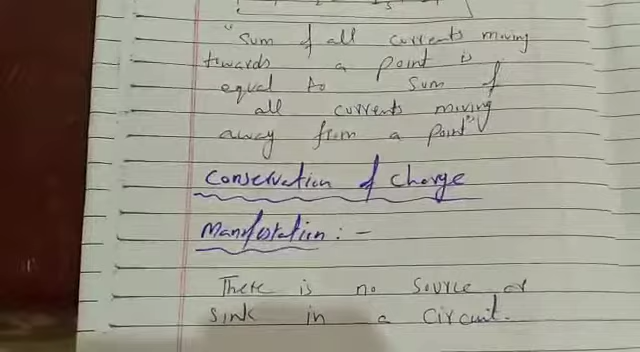 "Sum of all currents moving
towards a point is
equal to sum of
all currents moving
away from a point"
Conservation of Charge
Manifestation :-
There is no source or
sink in a circuit.